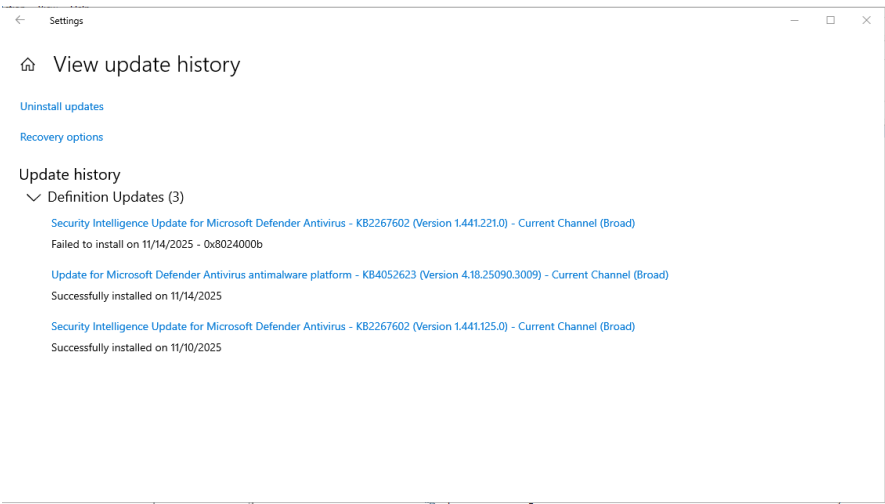 Settings
View update history
Uninstall updates
Recovery options
Update history
Definition Updates (3)
Security Intelligence Update for Microsoft Defender Antivirus - KB2267602 (Version 1.441.221.0) - Current Channel (Broad)
Failed to install on 11/14/2025 - 0x8024000b
Update for Microsoft Defender Antivirus antimalware platform - KB4052623 (Version 4.18.25090.3009) - Current Channel (Broad)
Successfully installed on 11/14/2025
Security Intelligence Update for Microsoft Defender Antivirus - KB2267602 (Version 1.441.125.0) - Current Channel (Broad)
Successfully installed on 11/10/2025